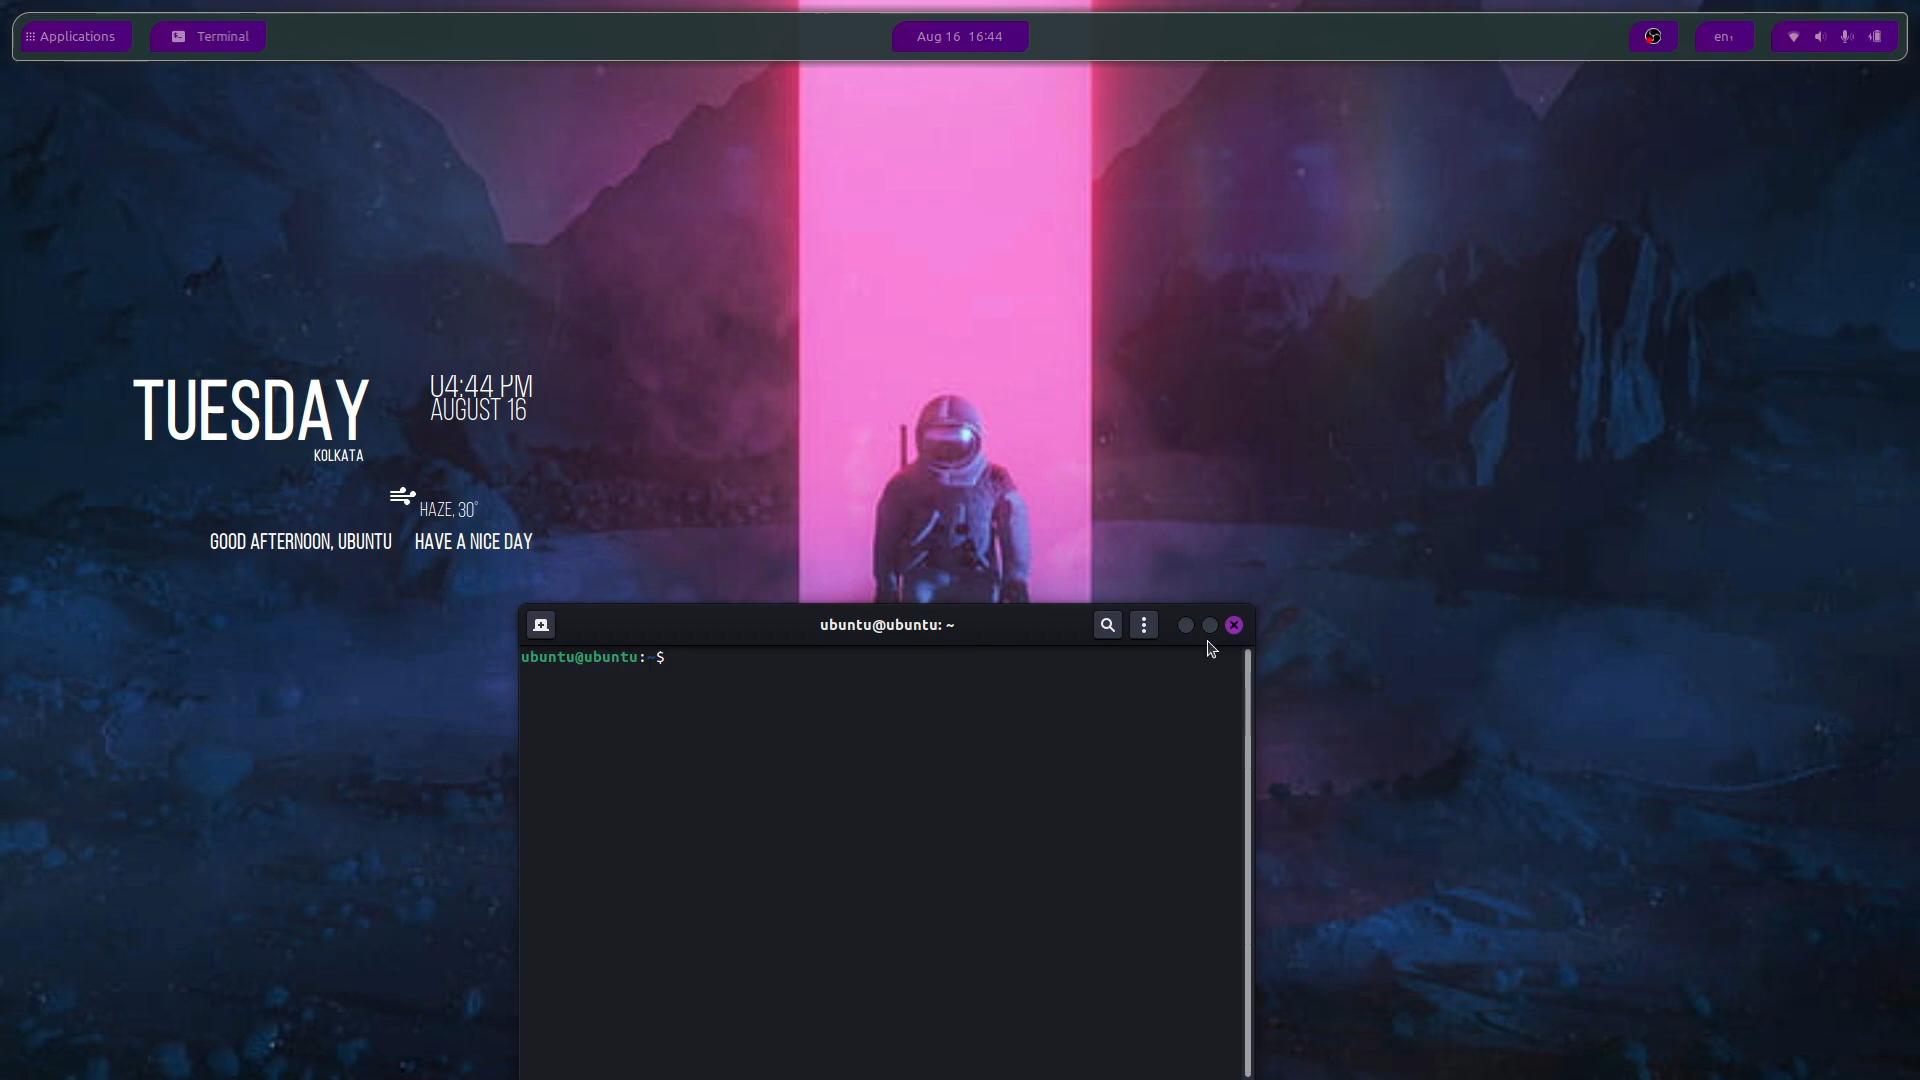 Applications
Terminal
Aug 16 16:44
en₁
TUESDAY
04:44 PM
AUGUST 16
KOLKATA
HAZE, 30°
GOOD AFTERNOON, UBUNTU HAVE A NICE DAY
ubuntu@ubuntu: ~
ubuntu@ubuntu:~$